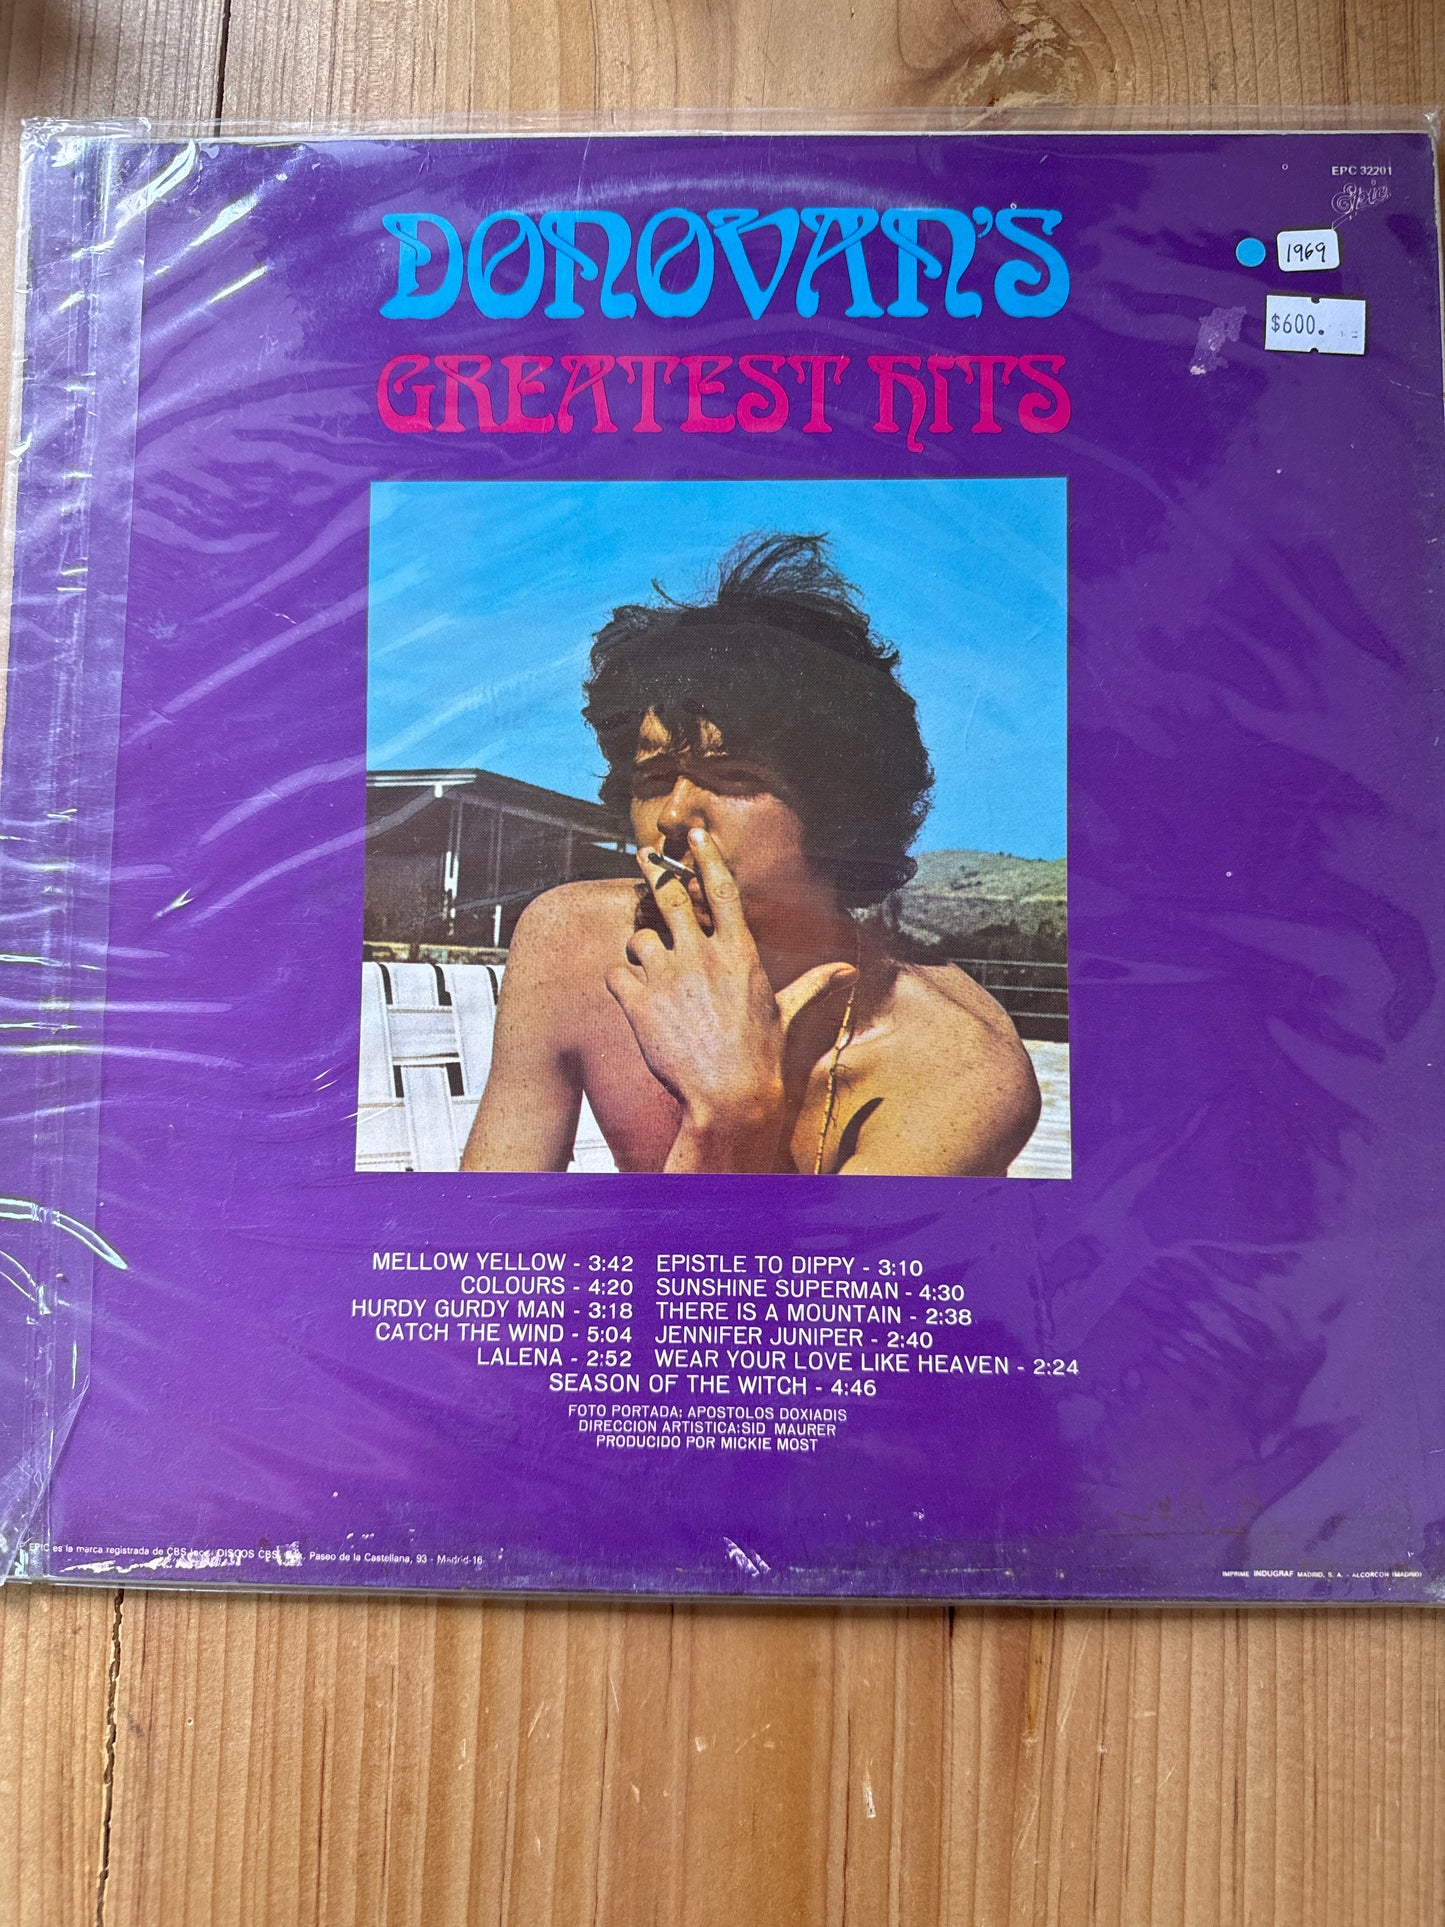 EPC 32201
Epic
DONOVAN'S
1969
$600.
GREATEST HITS
MELLOW YELLOW - 3:42 EPISTLE TO DIPPY - 3:10
COLOURS - 4:20 SUNSHINE SUPERMAN - 4:30
HURDY GURDY MAN - 3:18 THERE IS A MOUNTAIN - 2:38
CATCH THE WIND - 5:04 JENNIFER JUNIPER - 2:40
LALENA - 2:52 WEAR YOUR LOVE LIKE HEAVEN - 2:24
SEASON OF THE WITCH - 4:46
FOTO PORTADA: APOSTOLOS DOXIADIS
DIRECCION ARTISTICA:SID MAURER
PRODUCIDO POR MICKIE MOST
EPIC es la marca registrada de CBS DISCOS CBS, Paseo de la Castellana, 93 - Madrid-16
IMPRIME INDUGRAF MADRID, S. A. - ALCORCON (MADRID)